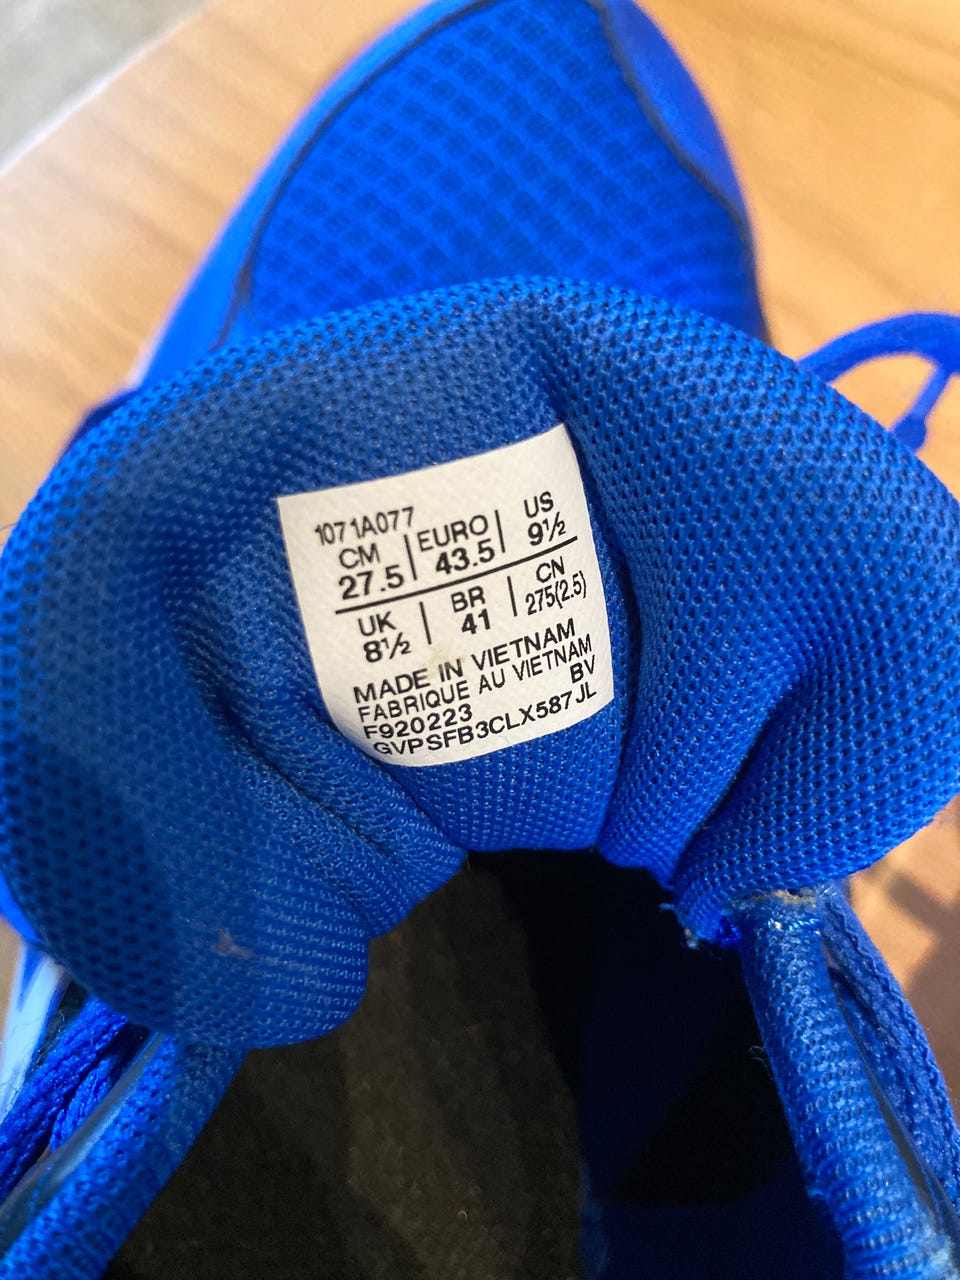 1071A077
CM | EURO | US
27.5 | 43.5 | 9½
UK | BR | CN
8½ | 41 | 275(2.5)
MADE IN VIETNAM
FABRIQUE AU VIETNAM
F920223 BV
GVPSFB3CLX587JL